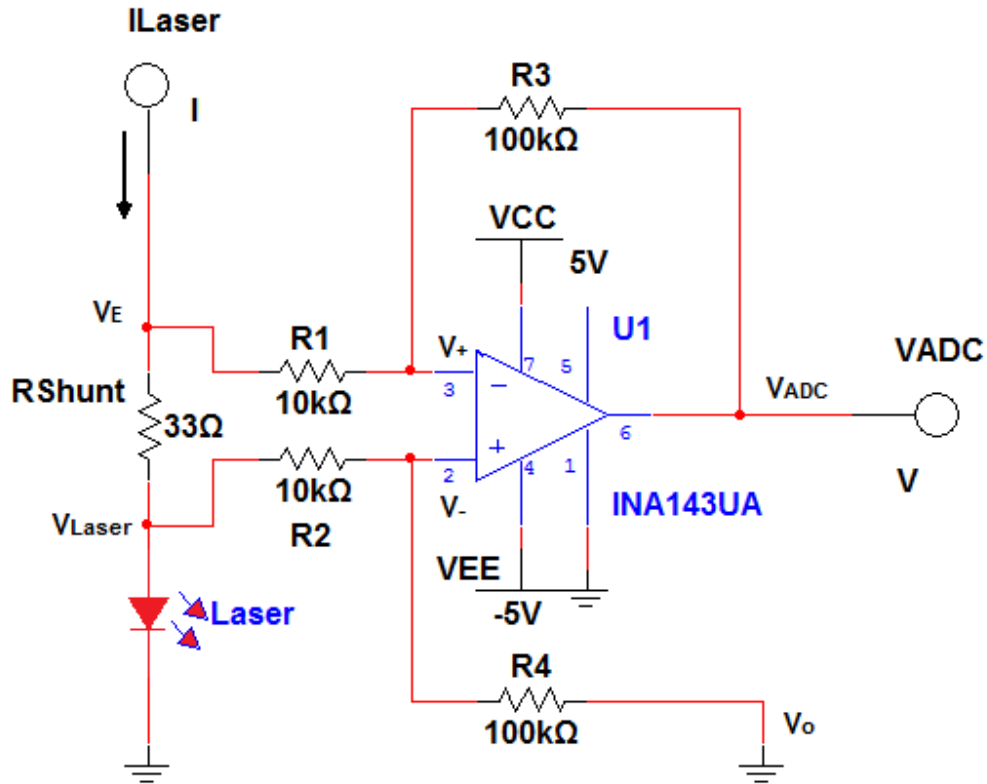 ILaser
I
R3
100kΩ
VCC
5V
VE
R1
10kΩ
V+
3
−
7
5
U1
RShunt
33Ω
VADC
VADC
6
V
10kΩ
R2
+
2
V-
4
1
INA143UA
VLaser
VEE
-5V
Laser
R4
100kΩ
Vo